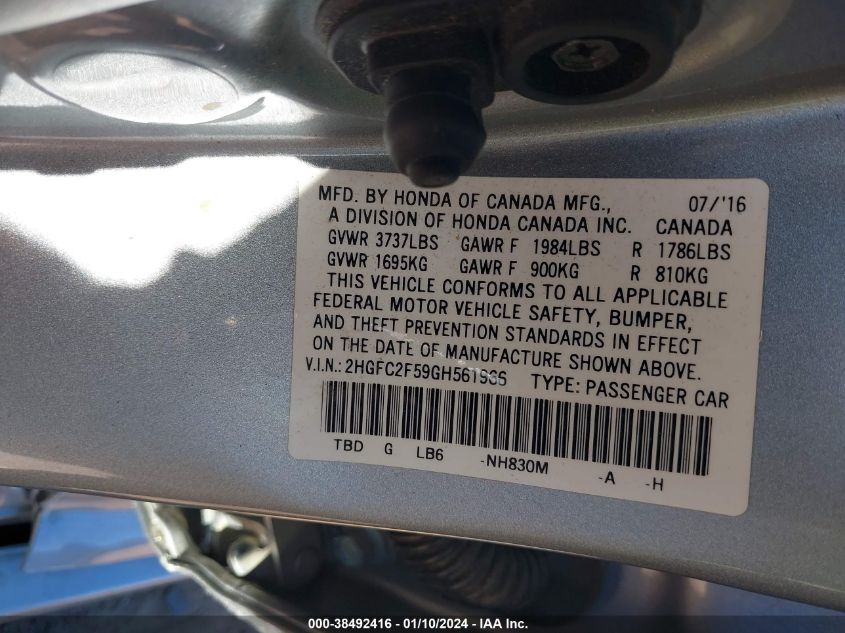 MFD. BY HONDA OF CANADA MFG., 07/'16
A DIVISION OF HONDA CANADA INC. CANADA
GVWR 3737LBS GAWR F 1984LBS R 1786LBS
GVWR 1695KG GAWR F 900KG R 810KG
THIS VEHICLE CONFORMS TO ALL APPLICABLE
FEDERAL MOTOR VEHICLE SAFETY, BUMPER,
AND THEFT PREVENTION STANDARDS IN EFFECT
ON THE DATE OF MANUFACTURE SHOWN ABOVE.
V.I.N.: 2HGFC2F59GH561966 TYPE: PASSENGER CAR
TBD G LB6 -NH830M -A -H
000-38492416 - 01/10/2024 - IAA Inc.